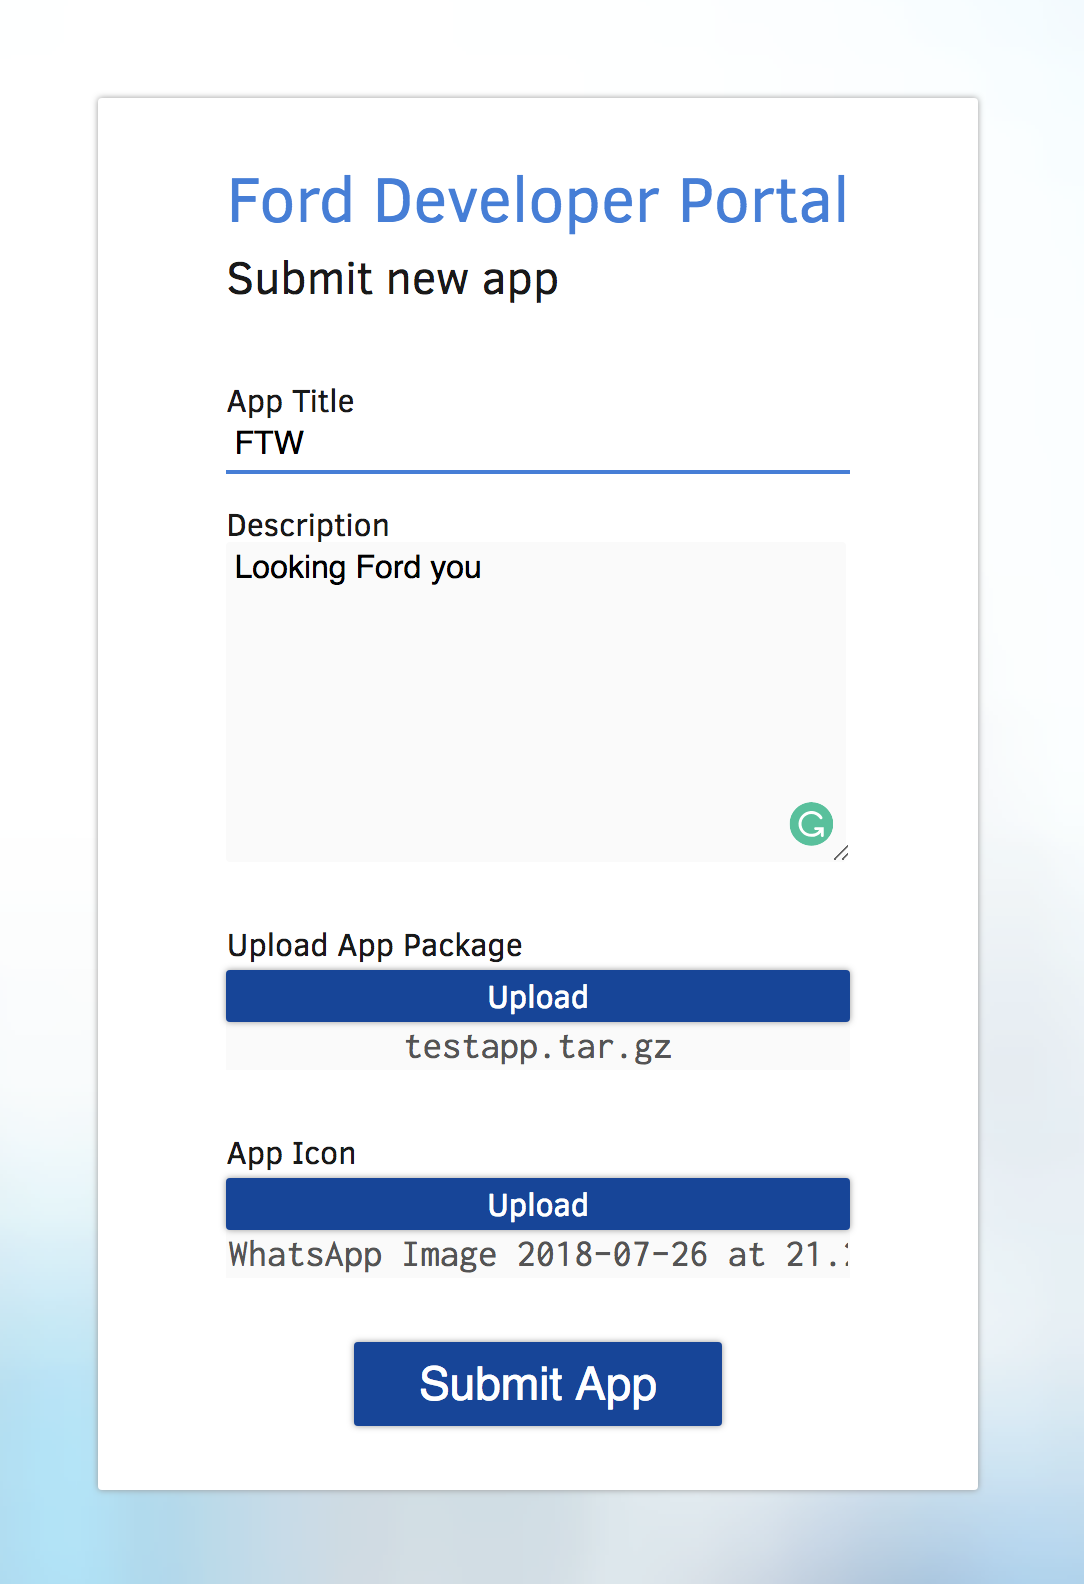 Ford Developer Portal
Submit new app
App Title
FTW
Description
Looking Ford you
Upload App Package
Upload
testapp.tar.gz
App Icon
Upload
WhatsApp Image 2018-07-26 at 21.
Submit App